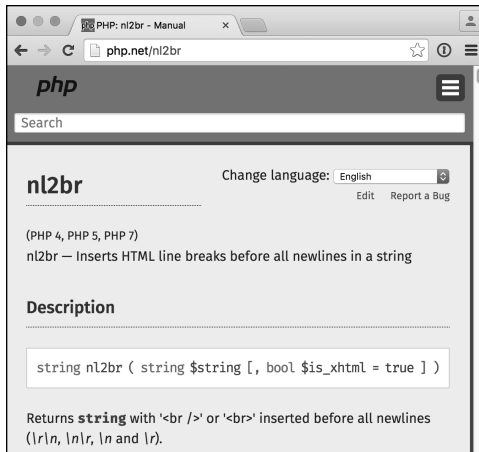 php PHP: nl2br - Manual ×
php.net/nl2br
php
Search
nl2br
Change language: English
Edit Report a Bug
(PHP 4, PHP 5, PHP 7)
nl2br — Inserts HTML line breaks before all newlines in a string
Description
string nl2br ( string $string [, bool $is_xhtml = true ] )
Returns string with '<br />' or '<br>' inserted before all newlines
(\r\n, \n\r, \n and \r).